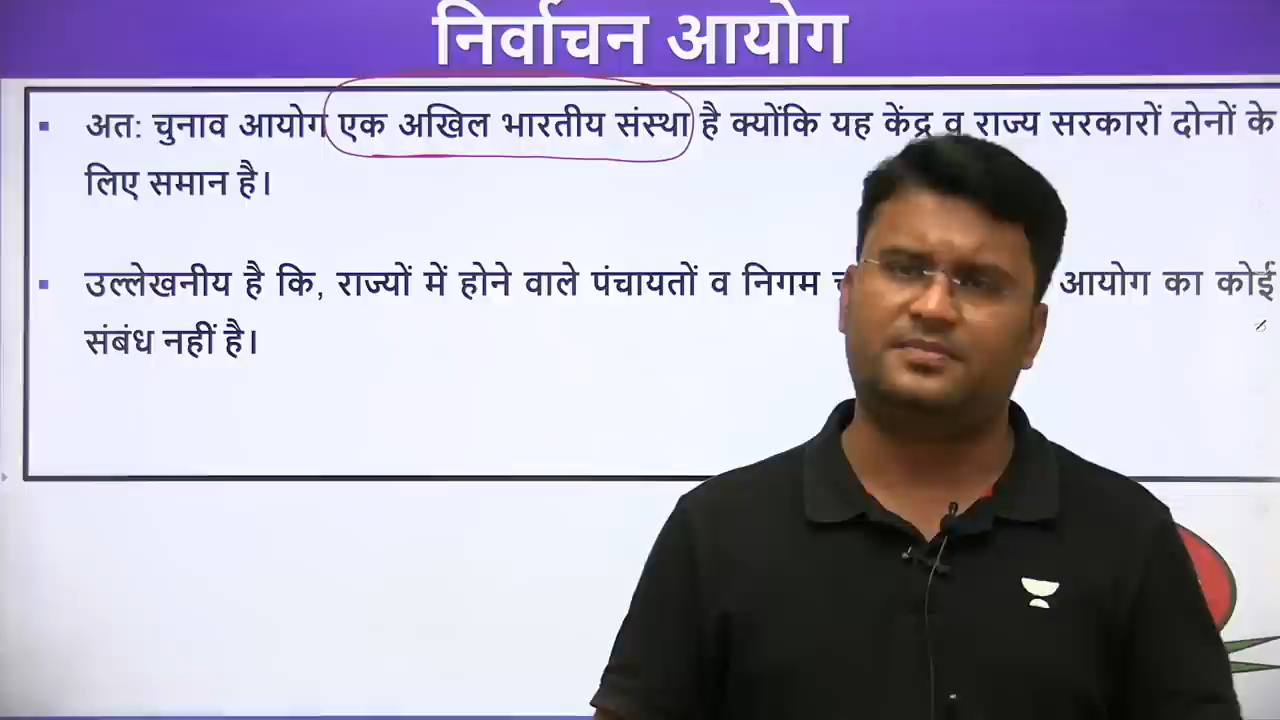 निर्वाचन आयोग
▪ अत: चुनाव आयोग एक अखिल भारतीय संस्था है क्योंकि यह केंद्र व राज्य सरकारों दोनों के
लिए समान है।
▪ उल्लेखनीय है कि, राज्यों में होने वाले पंचायतों व निगम आयोग का कोई
संबंध नहीं है।